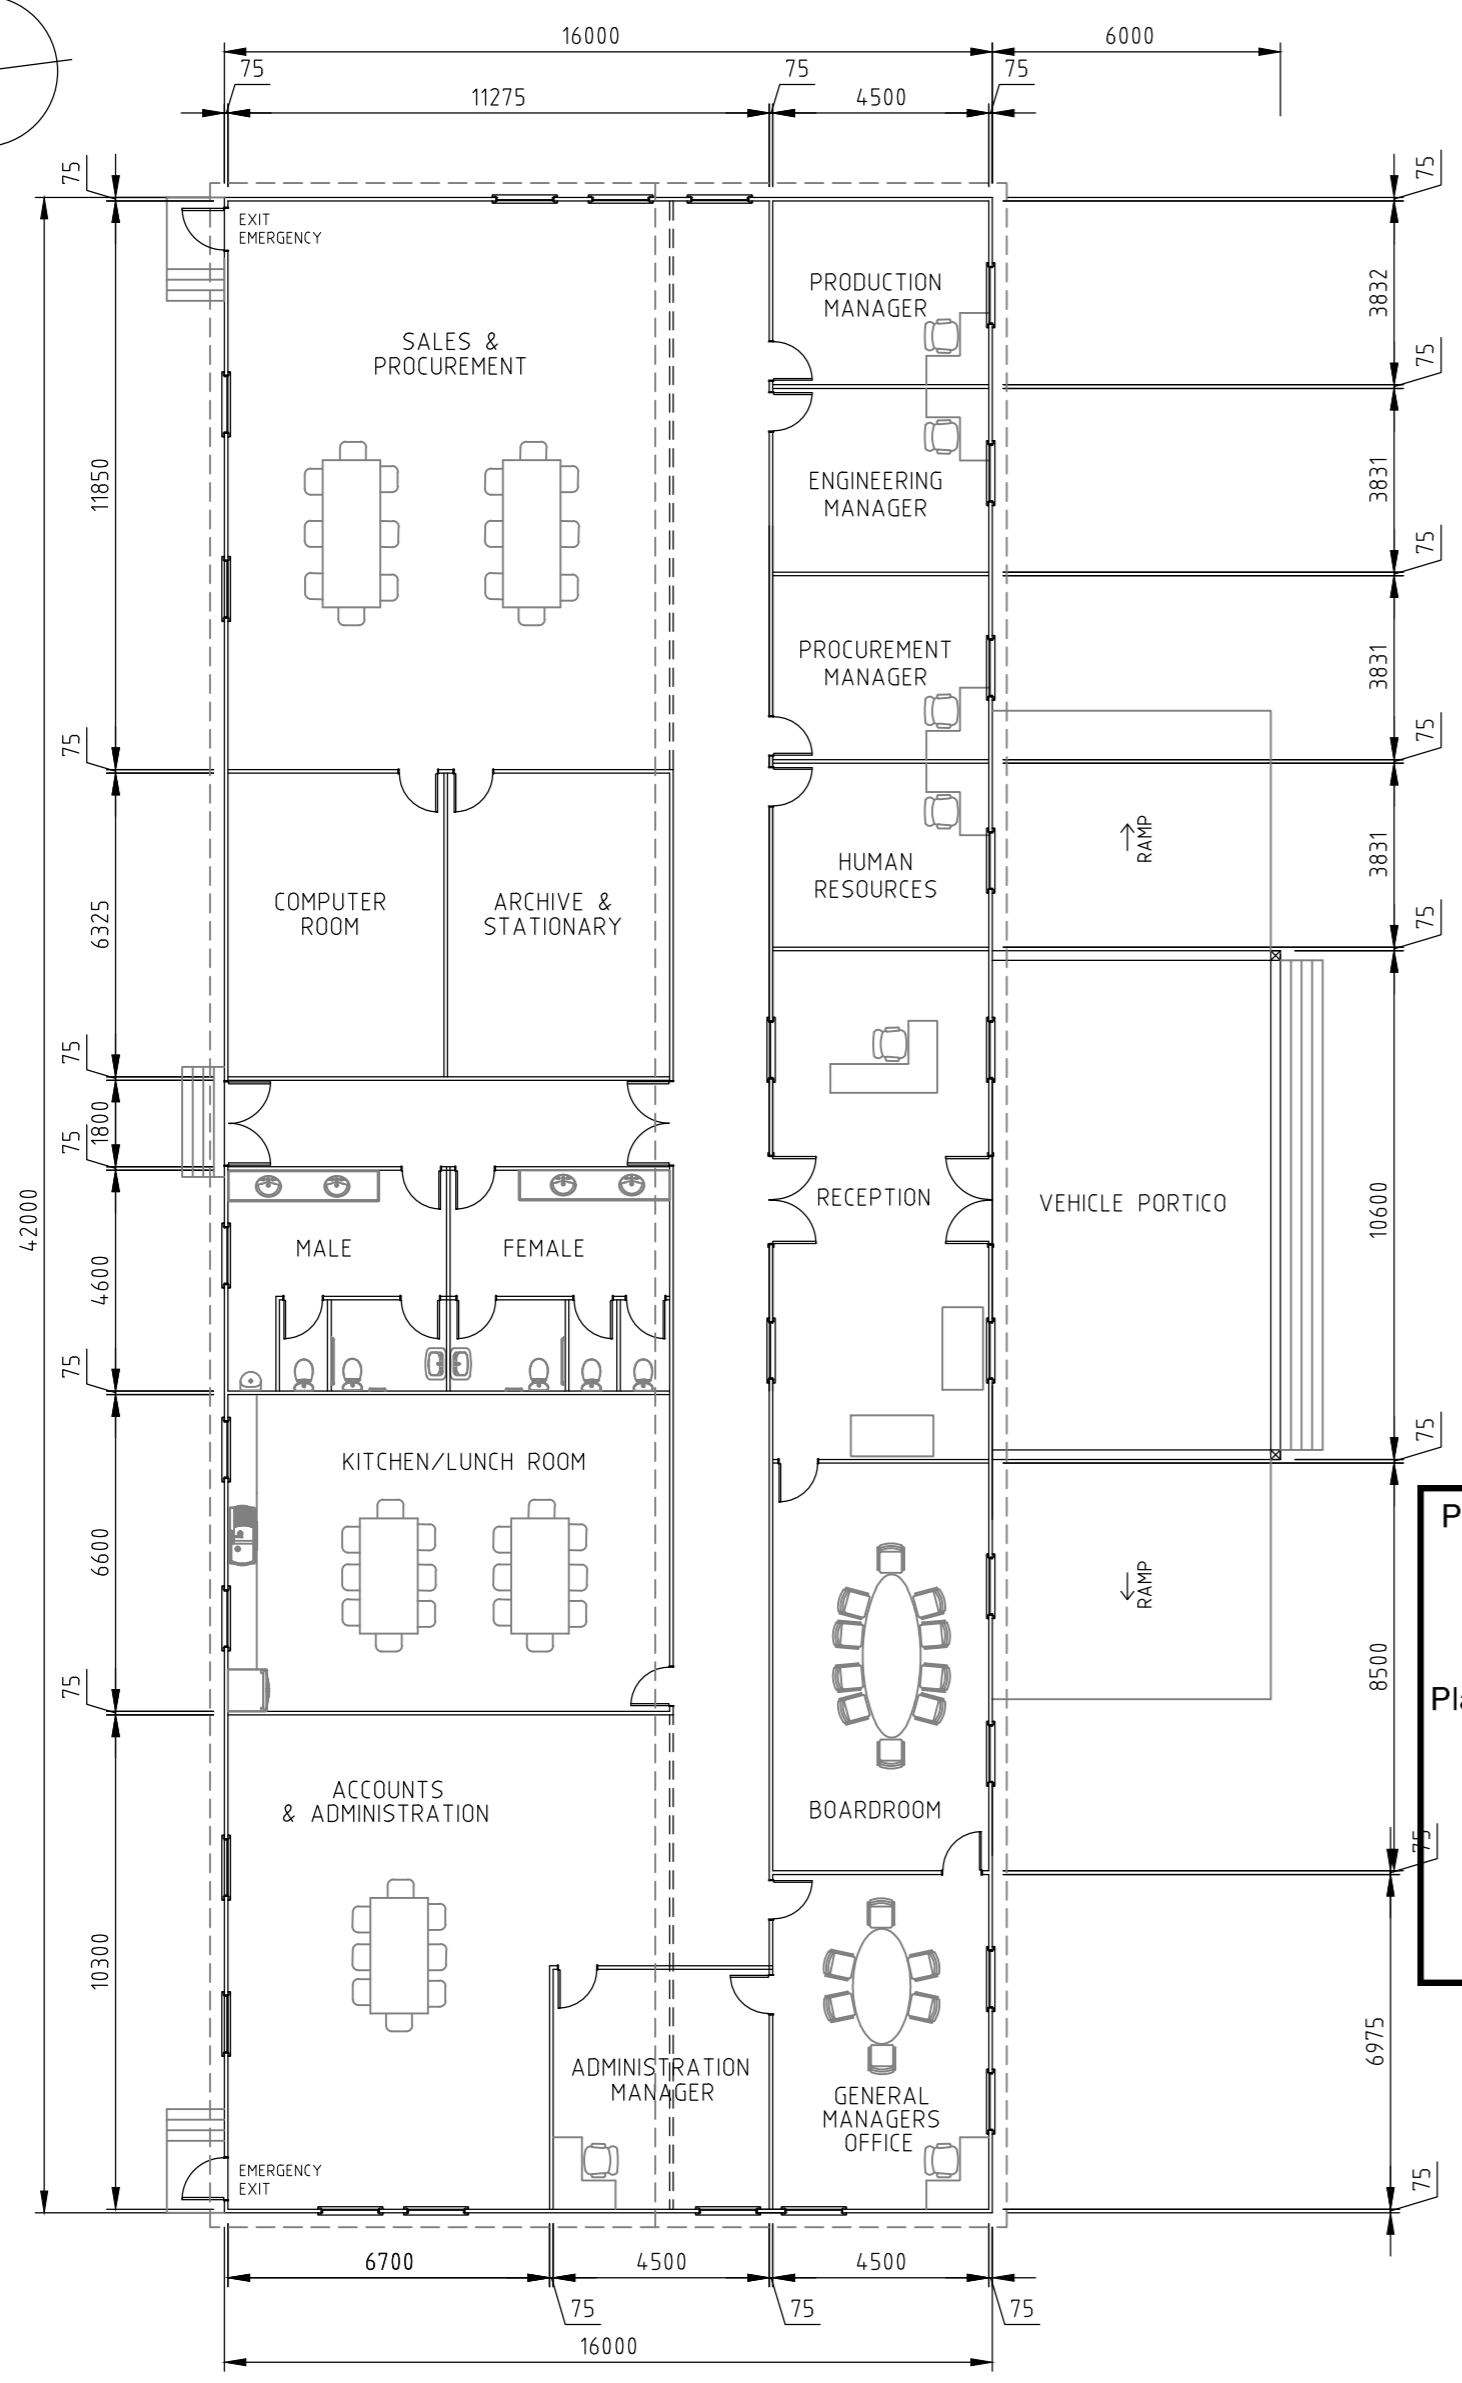 16000
6000
75
75
75
11275
4500
75
75
EXIT
EMERGENCY
PRODUCTION
MANAGER
3832
SALES &
PROCUREMENT
75
11850
ENGINEERING
MANAGER
3831
75
PROCUREMENT
MANAGER
3831
75
75
RAMP
HUMAN
RESOURCES
3831
COMPUTER
ROOM
ARCHIVE &
STATIONARY
6325
75
75
1800
75
42000
RECEPTION
VEHICLE PORTICO
10600
MALE
FEMALE
4600
75
75
KITCHEN/LUNCH ROOM
P
6600
RAMP
8500
75
Pla
ACCOUNTS
& ADMINISTRATION
BOARDROOM
75
10300
6975
ADMINISTRATION
MANAGER
GENERAL
MANAGERS
OFFICE
EMERGENCY
EXIT
75
6700
4500
4500
75
75
75
16000